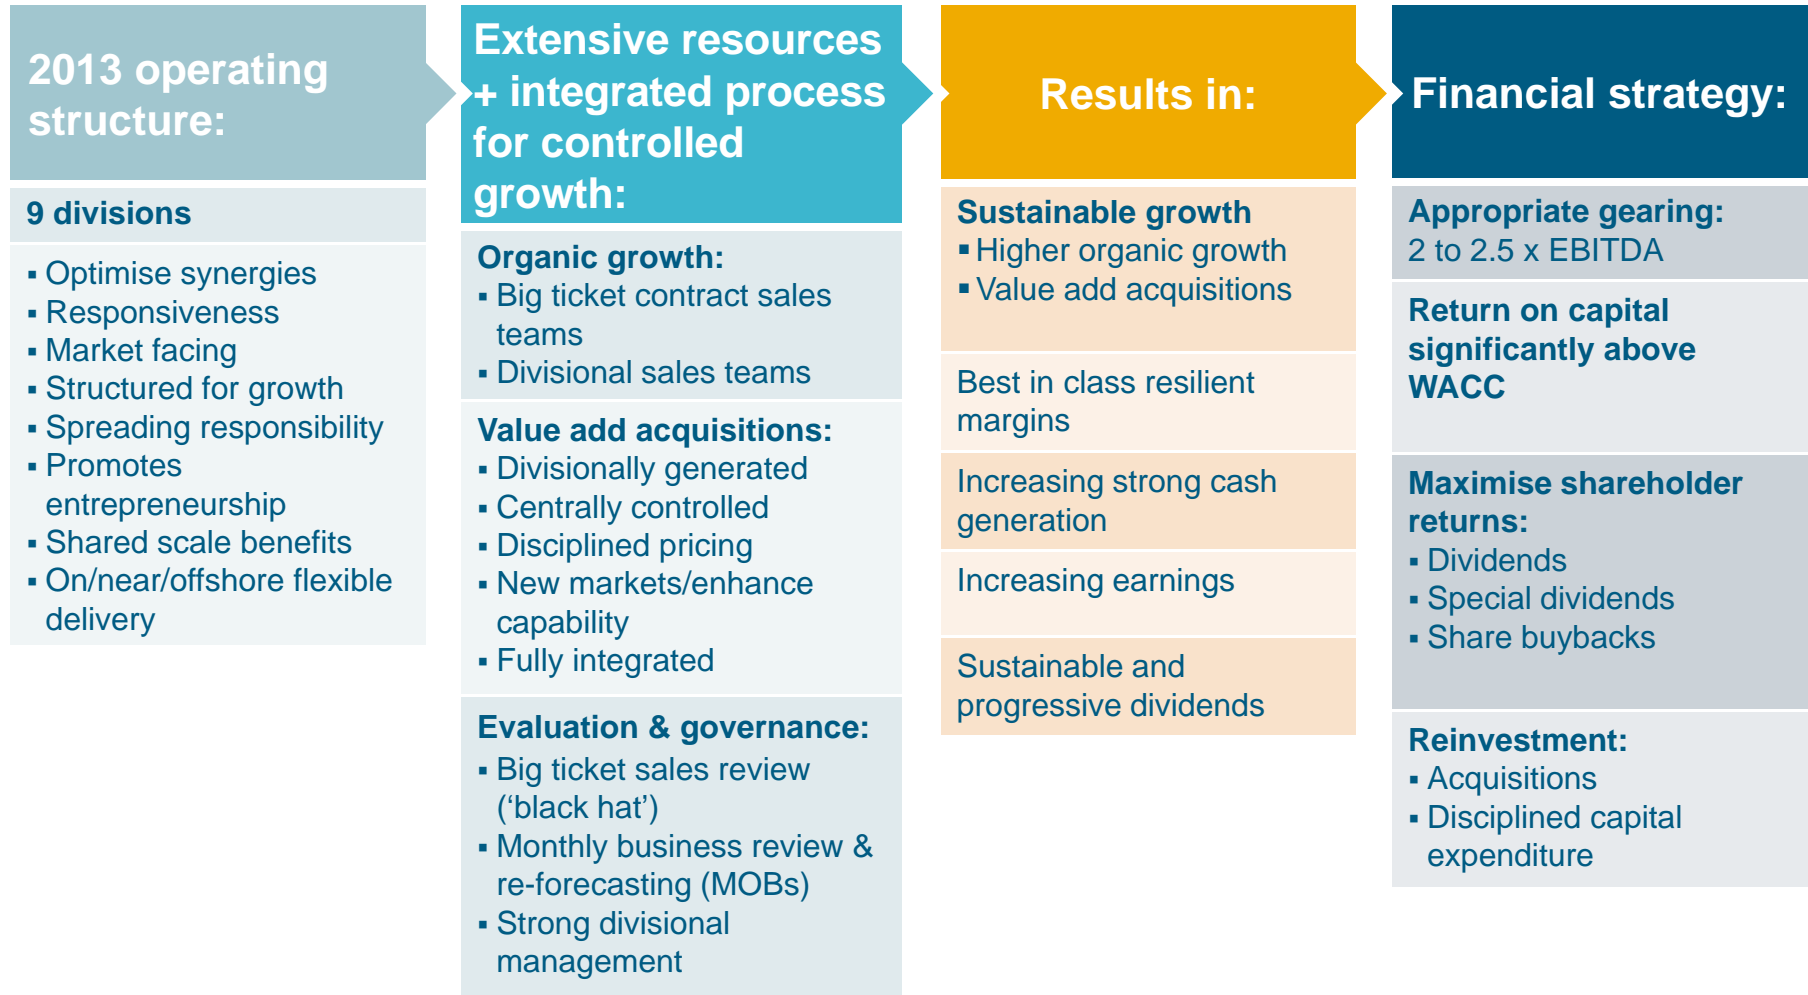 2013 operating
structure:
9 divisions
▪ Optimise synergies
▪ Responsiveness
▪ Market facing
▪ Structured for growth
▪ Spreading responsibility
▪ Promotes
entrepreneurship
▪ Shared scale benefits
▪ On/near/offshore flexible
delivery
Extensive resources
+ integrated process
for controlled
growth:
Organic growth:
▪ Big ticket contract sales
teams
▪ Divisional sales teams
Value add acquisitions:
▪ Divisionally generated
▪ Centrally controlled
▪ Disciplined pricing
▪ New markets/enhance
capability
▪ Fully integrated
Evaluation & governance:
▪ Big ticket sales review
(‘black hat’)
▪ Monthly business review &
re-forecasting (MOBs)
▪ Strong divisional
management
Results in:
Sustainable growth
▪ Higher organic growth
▪ Value add acquisitions
Best in class resilient
margins
Increasing strong cash
generation
Increasing earnings
Sustainable and
progressive dividends
Financial strategy:
Appropriate gearing:
2 to 2.5 x EBITDA
Return on capital
significantly above
WACC
Maximise shareholder
returns:
▪ Dividends
▪ Special dividends
▪ Share buybacks
Reinvestment:
▪ Acquisitions
▪ Disciplined capital
expenditure